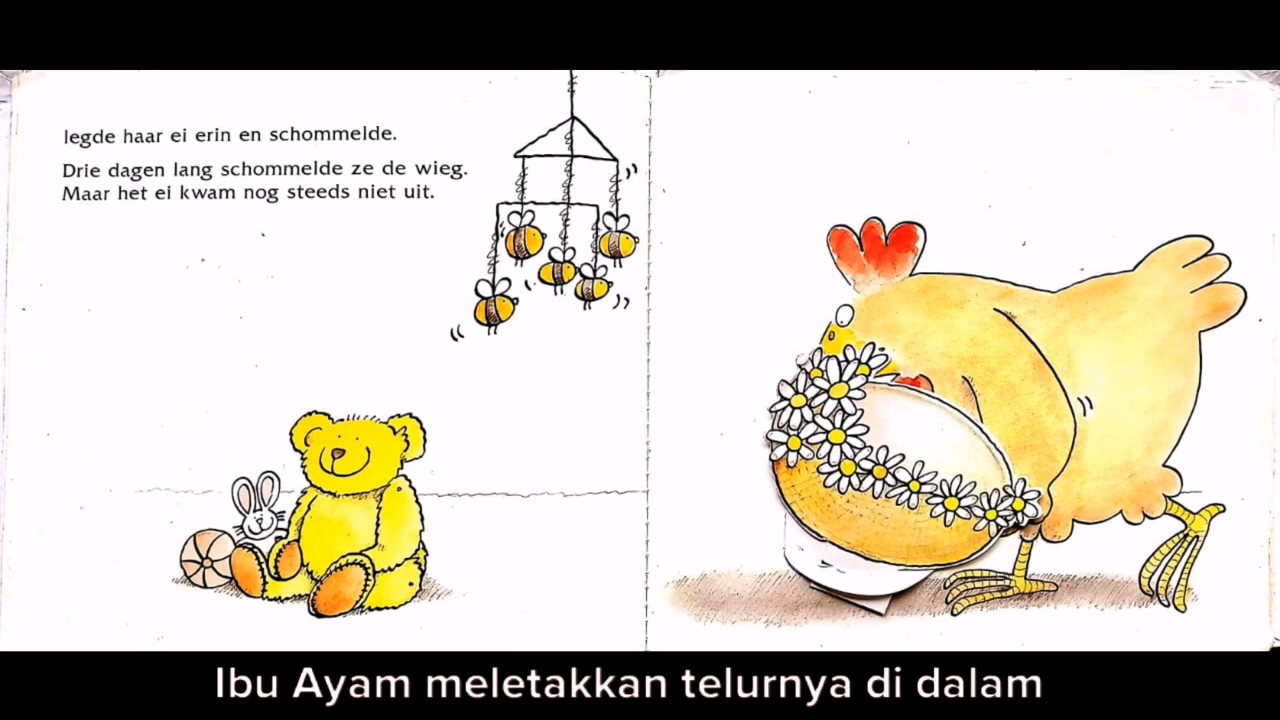 legde haar ei erin en schommelde.
Drie dagen lang schommelde ze de wieg.
Maar het ei kwam nog steeds niet uit.
Ibu Ayam meletakkan telurnya di dalam